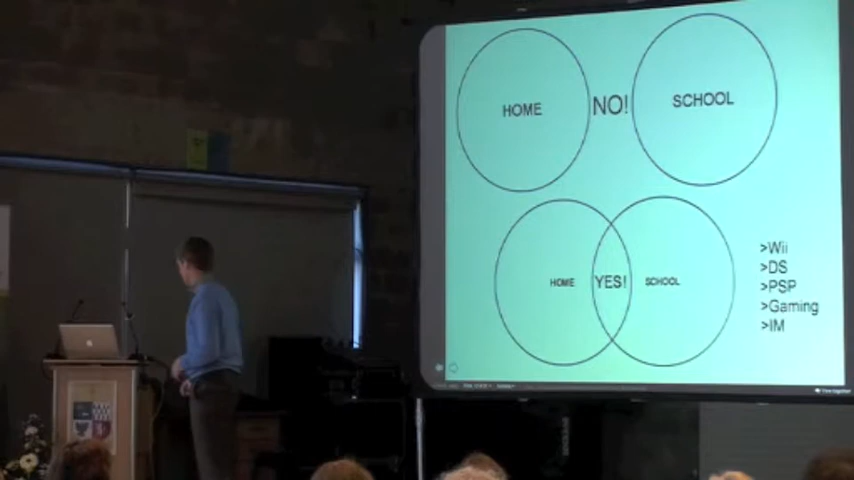 HOME NO! SCHOOL
HOME YES! SCHOOL
>Wii
>DS
>PSP
>Gaming
>IM